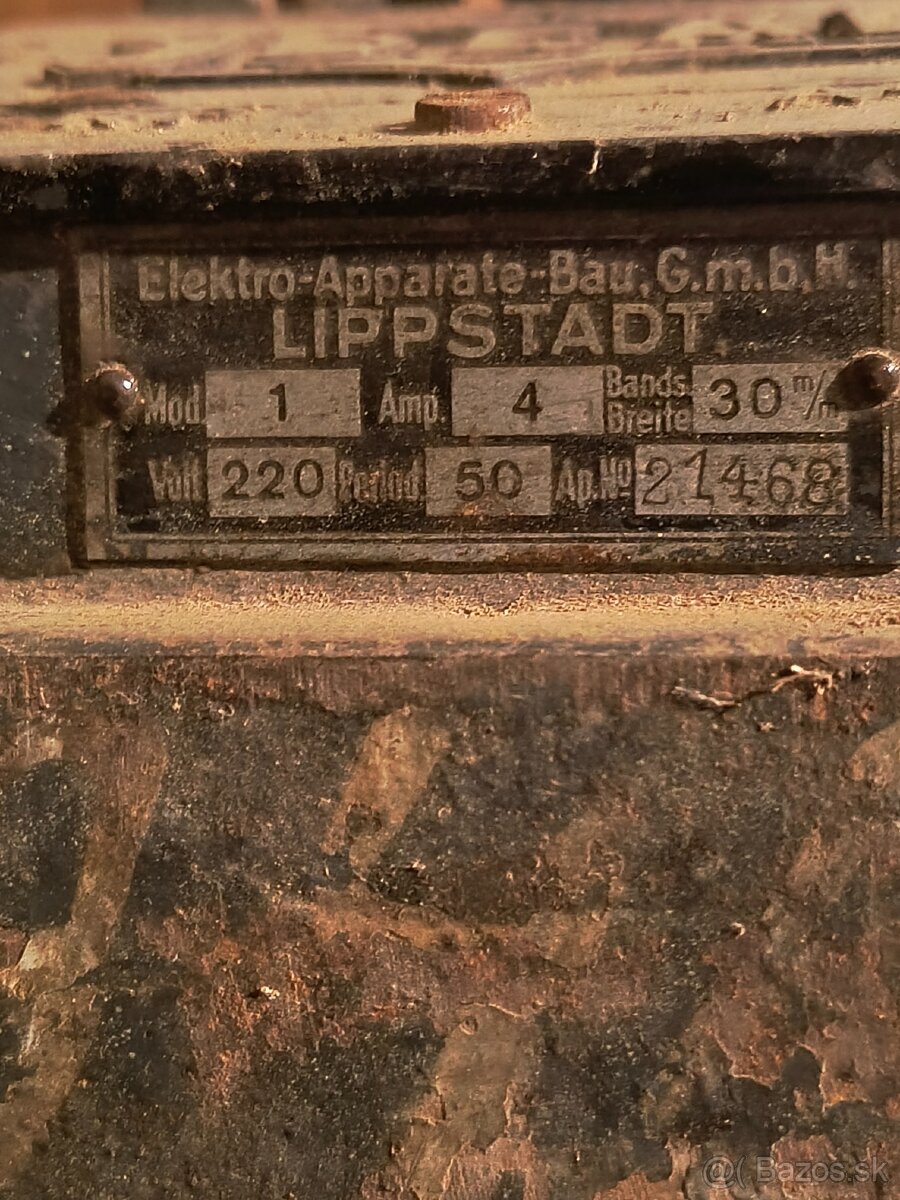 Elektro-Apparate-Bau, G.m.b.H.
LIPPSTADT
Mod 1 Amp. 4 Bands Breite 30 m/m
Volt 220 Period 50 Ap.No 21468
@( Bazos.sk